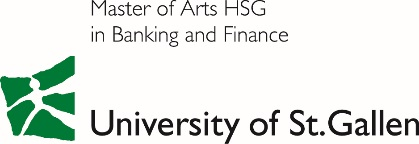 Master of Arts HSG
in Banking and Finance
University of St.Gallen